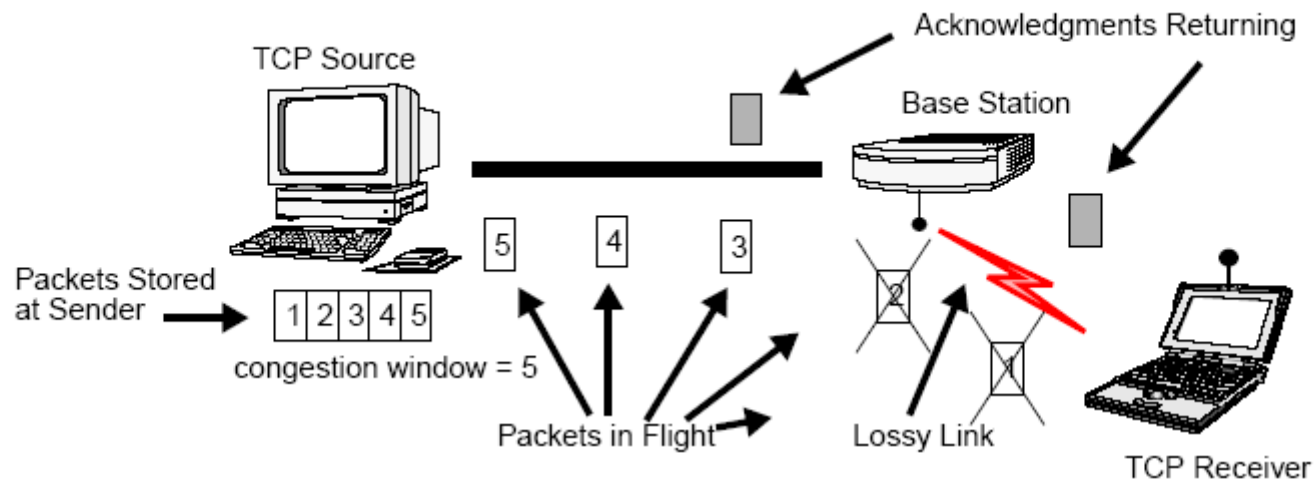 Acknowledgments Returning
TCP Source
Base Station
5
4
3
2
1
Packets Stored
at Sender
1 2 3 4 5
congestion window = 5
Packets in Flight
Lossy Link
TCP Receiver